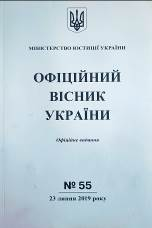 МІНІСТЕРСТВО ЮСТИЦІЇ УКРАЇНИ
ОФІЦІЙНИЙ
ВІСНИК
УКРАЇНИ
Офіційне видання
№ 55
23 липня 2019 року